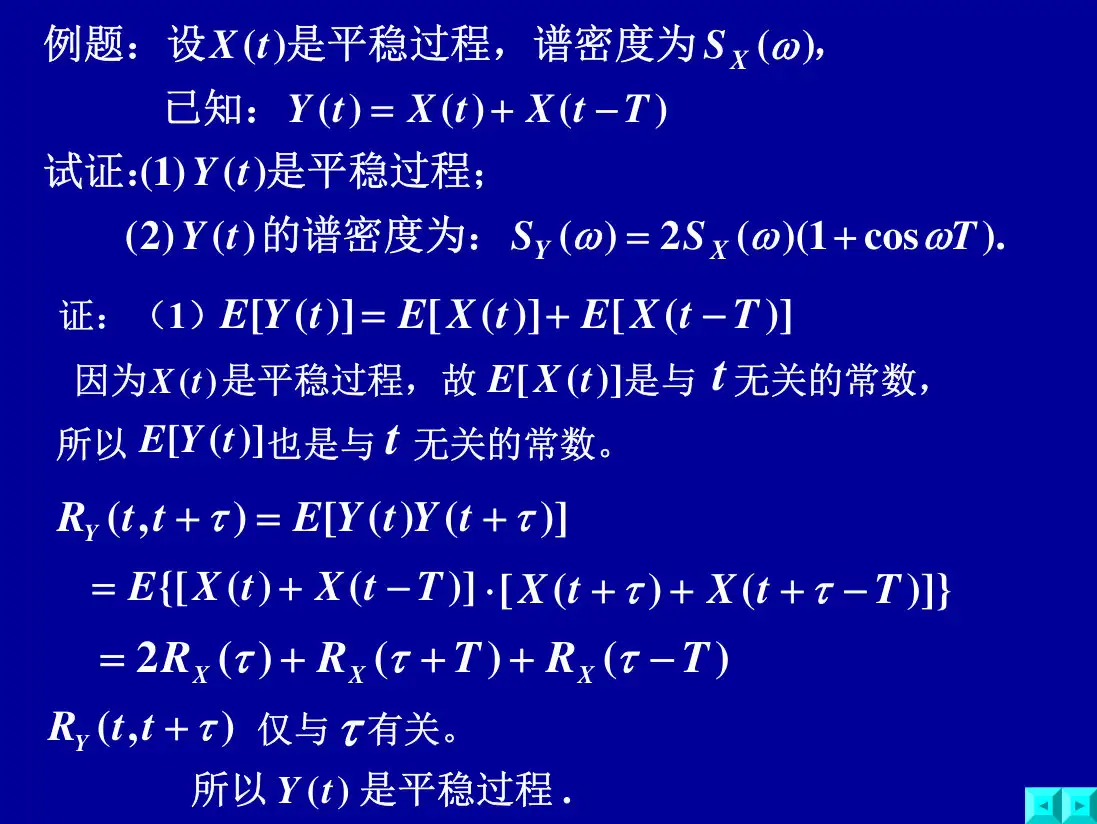 例题：设X(t)是平稳过程，谱密度为S_X(ω)，
已知：Y(t) = X(t) + X(t − T)
试证：(1) Y(t)是平稳过程；
(2) Y(t)的谱密度为：S_Y(ω) = 2S_X(ω)(1 + cos ωT).
证：（1）E[Y(t)] = E[X(t)] + E[X(t − T)]
因为X(t)是平稳过程，故 E[X(t)]是与 t 无关的常数，
所以 E[Y(t)]也是与 t 无关的常数。
R_Y(t, t + τ) = E[Y(t)Y(t + τ)]
= E{[X(t) + X(t − T)]·[X(t + τ) + X(t + τ − T)]}
= 2R_X(τ) + R_X(τ + T) + R_X(τ − T)
R_Y(t, t + τ) 仅与 τ 有关。
所以 Y(t) 是平稳过程 .